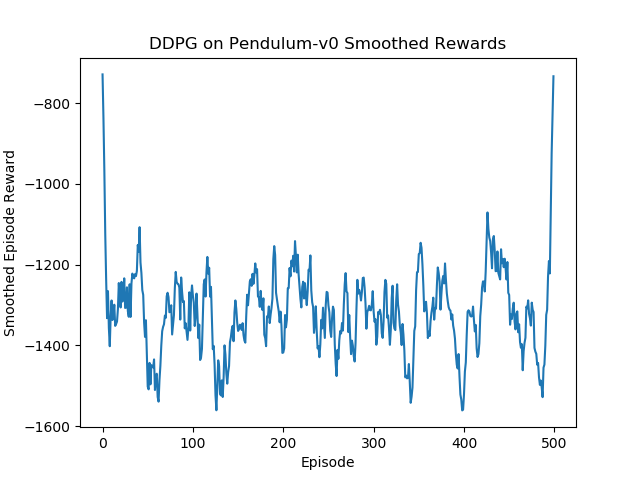 DDPG on Pendulum-v0 Smoothed Rewards
Smoothed Episode Reward
−800
−1000
−1200
−1400
−1600
0 100 200 300 400 500
Episode